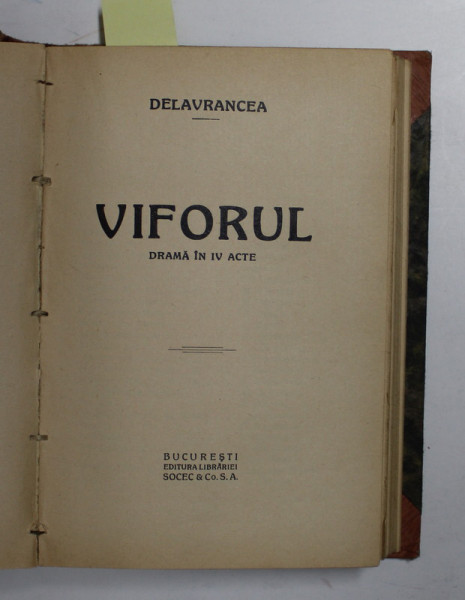 DELAVRANCEA
VIFORUL
DRAMĂ ÎN IV ACTE
BUCUREȘTI
EDITURA LIBRĂRIEI
SOCEC & Co. S. A.